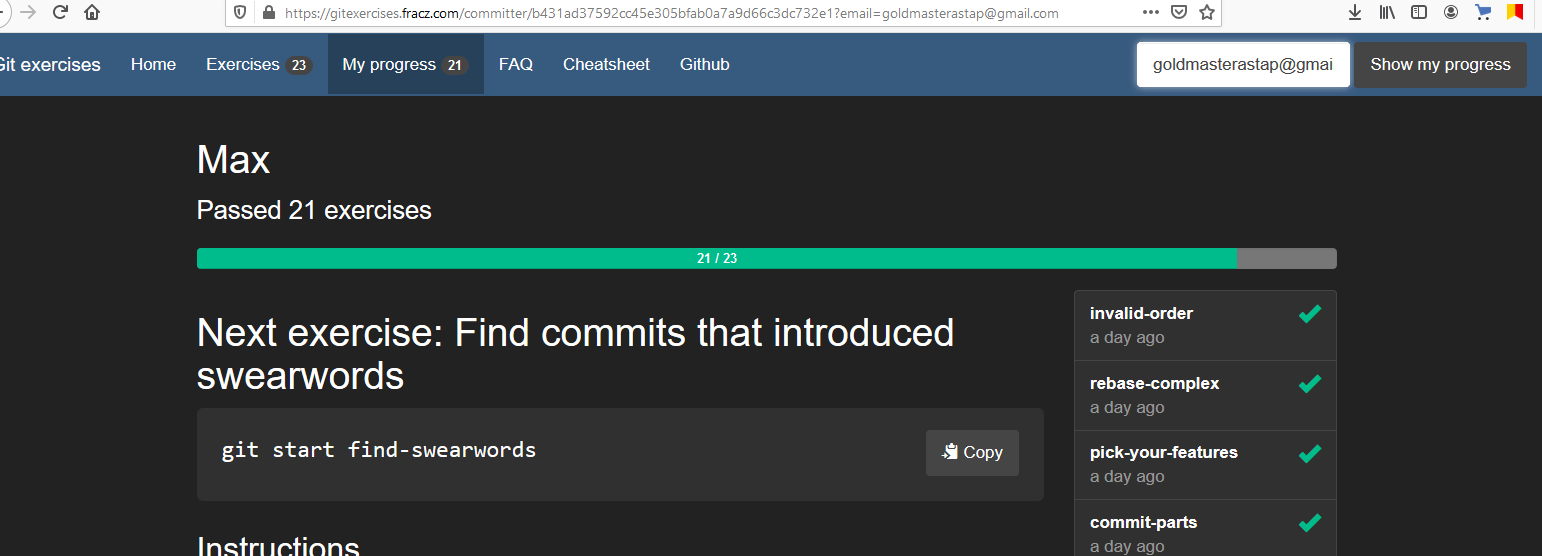 https://gitexercises.fracz.com/committer/b431ad37592cc45e305bfab0a7a9d66c3dc732e1?email=goldmasterastap@gmail.com
Git exercises Home Exercises 23 My progress 21 FAQ Cheatsheet Github goldmasterastap@gmai Show my progress
Max
Passed 21 exercises
21 / 23
Next exercise: Find commits that introduced
swearwords
git start find-swearwords Copy
Instructions
invalid-order
a day ago
rebase-complex
a day ago
pick-your-features
a day ago
commit-parts
a day ago